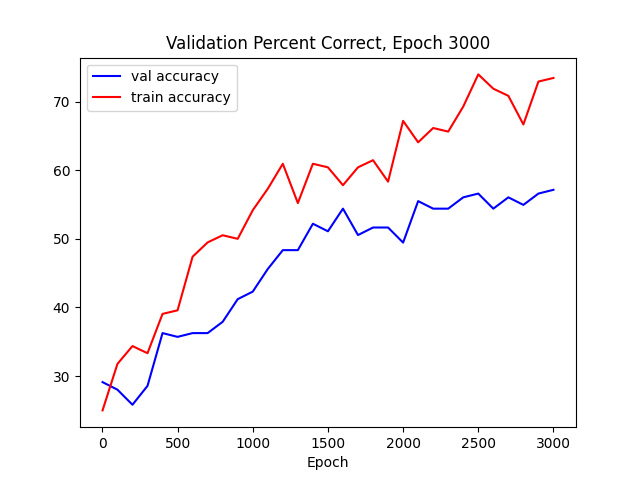 Validation Percent Correct, Epoch 3000
val accuracy
train accuracy
70
60
50
40
30
0 500 1000 1500 2000 2500 3000
Epoch